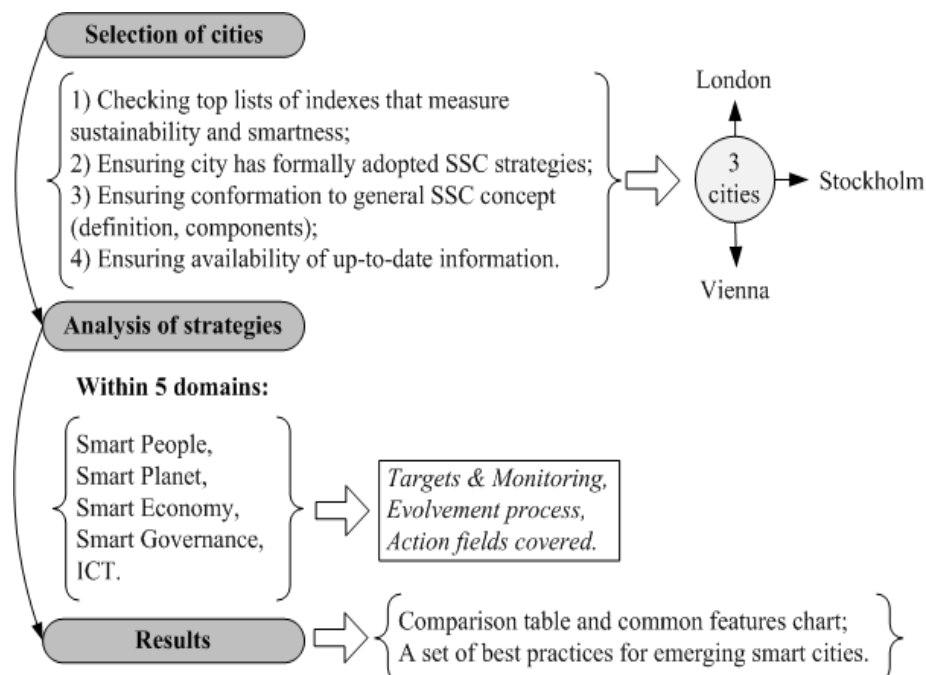 Selection of cities
1) Checking top lists of indexes that measure
sustainability and smartness;
2) Ensuring city has formally adopted SSC strategies;
3) Ensuring conformation to general SSC concept
(definition, components);
4) Ensuring availability of up-to-date information.
London
3
cities
Stockholm
Vienna
Analysis of strategies
Within 5 domains:
Smart People,
Smart Planet,
Smart Economy,
Smart Governance,
ICT.
Targets & Monitoring,
Evolvement process,
Action fields covered.
Results
Comparison table and common features chart;
A set of best practices for emerging smart cities.